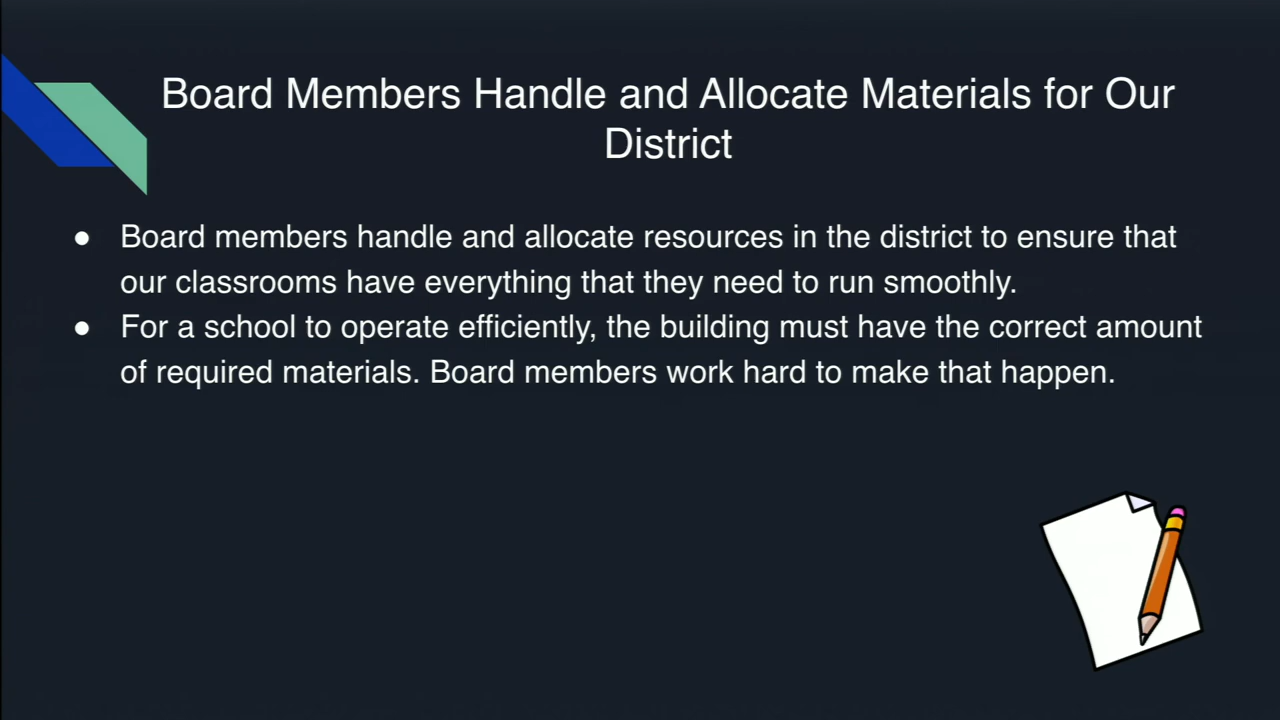 Board Members Handle and Allocate Materials for Our
District
● Board members handle and allocate resources in the district to ensure that
our classrooms have everything that they need to run smoothly.
● For a school to operate efficiently, the building must have the correct amount
of required materials. Board members work hard to make that happen.